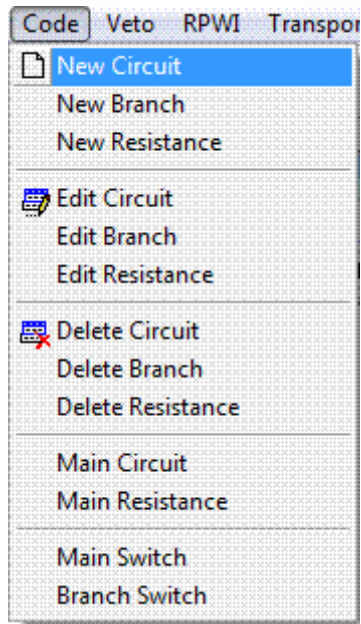 Code Veto RPWI Transpor
New Circuit
New Branch
New Resistance
Edit Circuit
Edit Branch
Edit Resistance
Delete Circuit
Delete Branch
Delete Resistance
Main Circuit
Main Resistance
Main Switch
Branch Switch